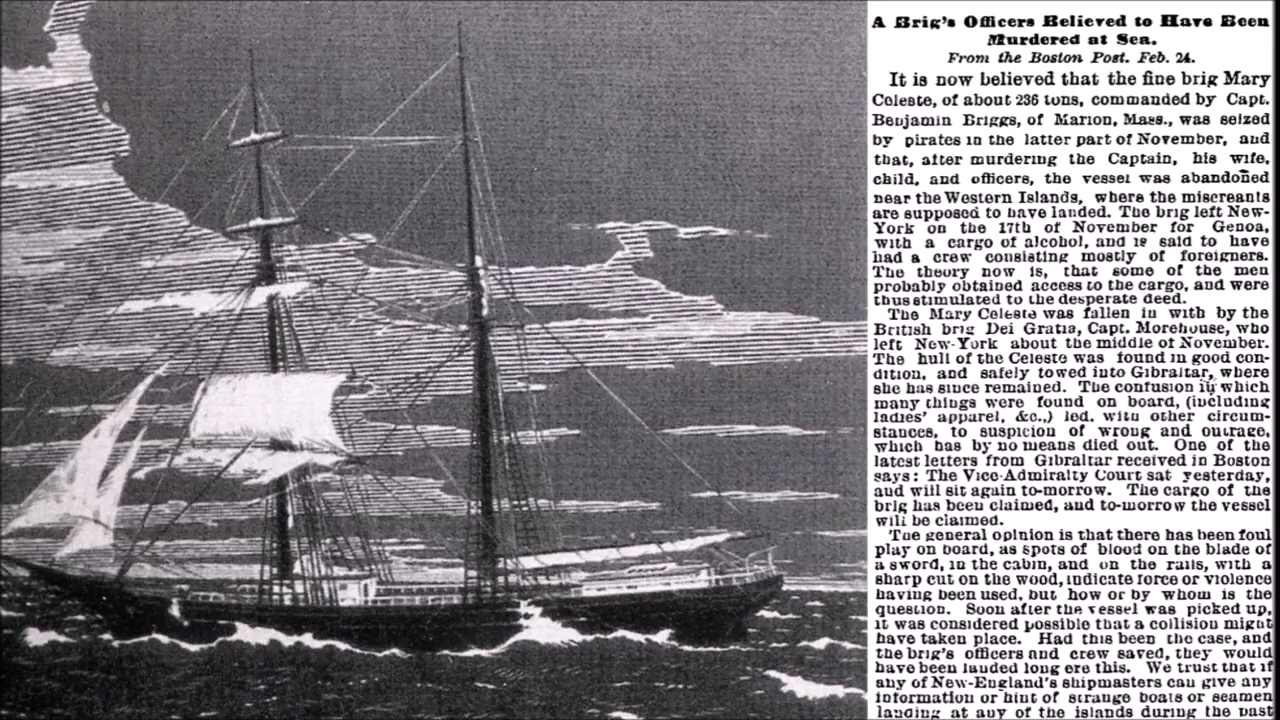 A Brig's Officers Believed to Have Been
Murdered at Sea.
From the Boston Post. Feb. 24.
It is now believed that the fine brig Mary
Celeste, of about 236 tons, commanded by Capt.
Benjamin Briggs, of Marion, Mass., was seized
by pirates in the latter part of November, and
that, after murdering the Captain, his wife,
child, and officers, the vessel was abandoned
near the Western Islands, where the miscreants
are supposed to have landed. The brig left New-
York on the 17th of November for Genoa,
with a cargo of alcohol, and is said to have
had a crew consisting mostly of foreigners.
The theory now is, that some of the men
probably obtained access to the cargo, and were
thus stimulated to the desperate deed.
The Mary Celeste was fallen in with by the
British brig Dei Gratia, Capt. Morehouse, who
left New-York about the middle of November.
The hull of the Celeste was found in good con-
dition, and safely towed into Gibraltar, where
she has since remained. The confusion in which
many things were found on board, (including
ladies' apparel, &c.,) led, with other circum-
stances, to suspicion of wrong and outrage,
which has by no means died out. One of the
latest letters from Gibraltar received in Boston
says: The Vice-Admiralty Court sat yesterday,
and will sit again to-morrow. The cargo of the
brig has been claimed, and to-morrow the vessel
will be claimed.
The general opinion is that there has been foul
play on board, as spots of blood on the blade of
a sword, in the cabin, and on the rails, with a
sharp cut on the wood, indicate force or violence
having been used, but how or by whom is the
question. Soon after the vessel was picked up,
it was considered possible that a collision might
have taken place. Had this been the case, and
the brig's officers and crew saved, they would
have been landed long ere this. We trust that if
any of New-England's shipmasters can give any
information or hint of strange boats or seamen
landing at any of the islands during the past